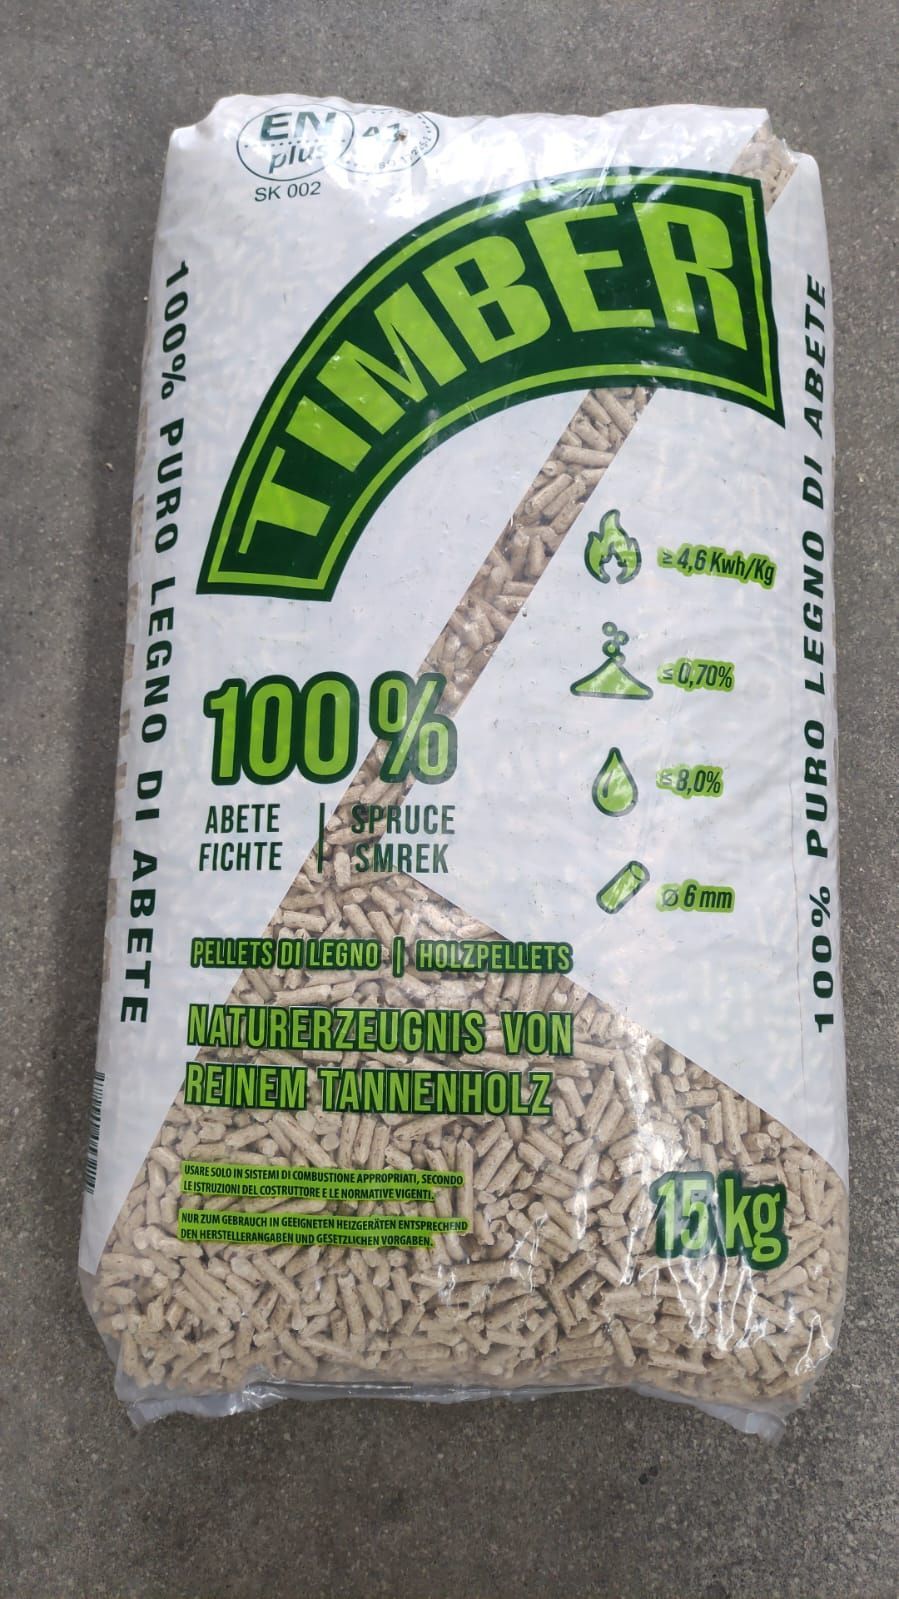 EN
plus
A1
SK 002
TIMBER
100% PURO LEGNO DI ABETE
100% PURO LEGNO DI ABETE
≥ 4,6 Kwh/Kg
≤ 0,70%
≤ 8,0%
Ø 6 mm
100 %
ABETE | SPRUCE
FICHTE | SMREK
PELLETS DI LEGNO | HOLZPELLETS
NATURERZEUGNIS VON
REINEM TANNENHOLZ
USARE SOLO IN SISTEMI DI COMBUSTIONE APPROPRIATI, SECONDO
LE ISTRUZIONI DEL COSTRUTTORE E LE NORMATIVE VIGENTI.
NUR ZUM GEBRAUCH IN GEEIGNETEN HEIZGERÄTEN ENTSPRECHEND
DEN HERSTELLERANGABEN UND GESETZLICHEN VORGABEN.
15 kg